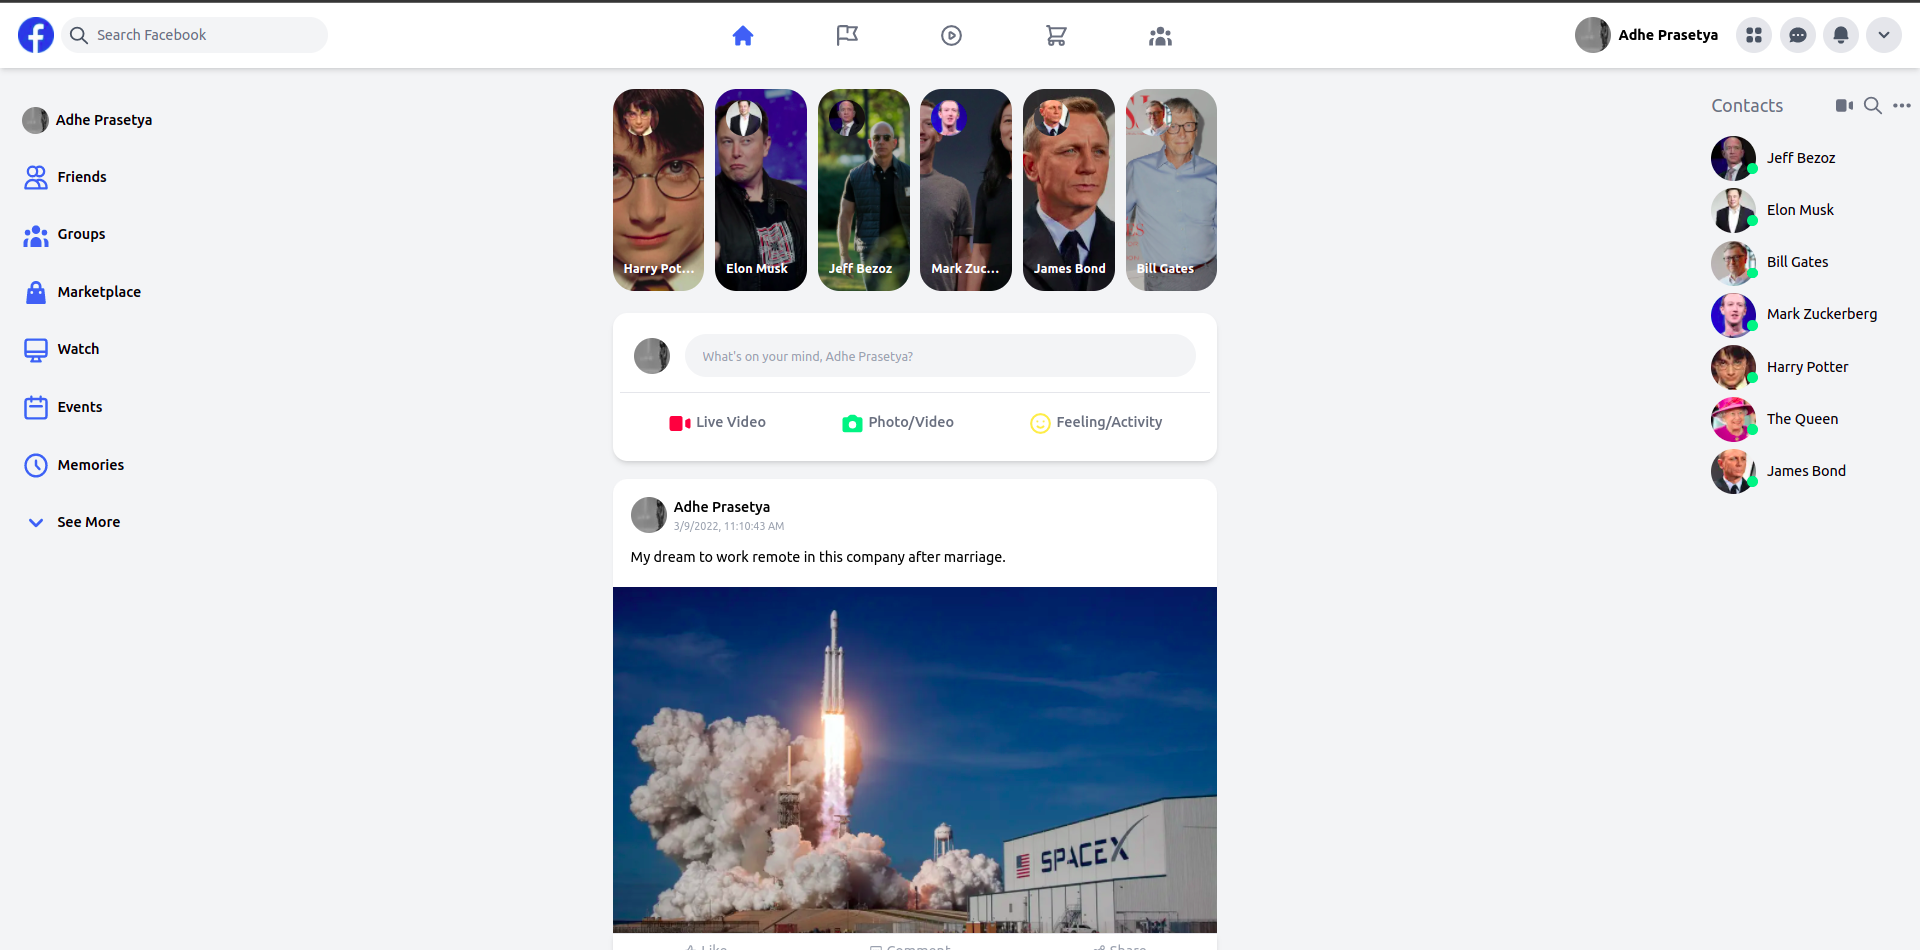 Search Facebook
Adhe Prasetya
Adhe Prasetya
Friends
Groups
Marketplace
Watch
Events
Memories
See More
Harry Pot...
Elon Musk
Jeff Bezoz
Mark Zuc...
James Bond
Bill Gates
What's on your mind, Adhe Prasetya?
Live Video
Photo/Video
Feeling/Activity
Adhe Prasetya
3/9/2022, 11:10:43 AM
My dream to work remote in this company after marriage.
SPACEX
Like
Comment
Share
Contacts
Jeff Bezoz
Elon Musk
Bill Gates
Mark Zuckerberg
Harry Potter
The Queen
James Bond